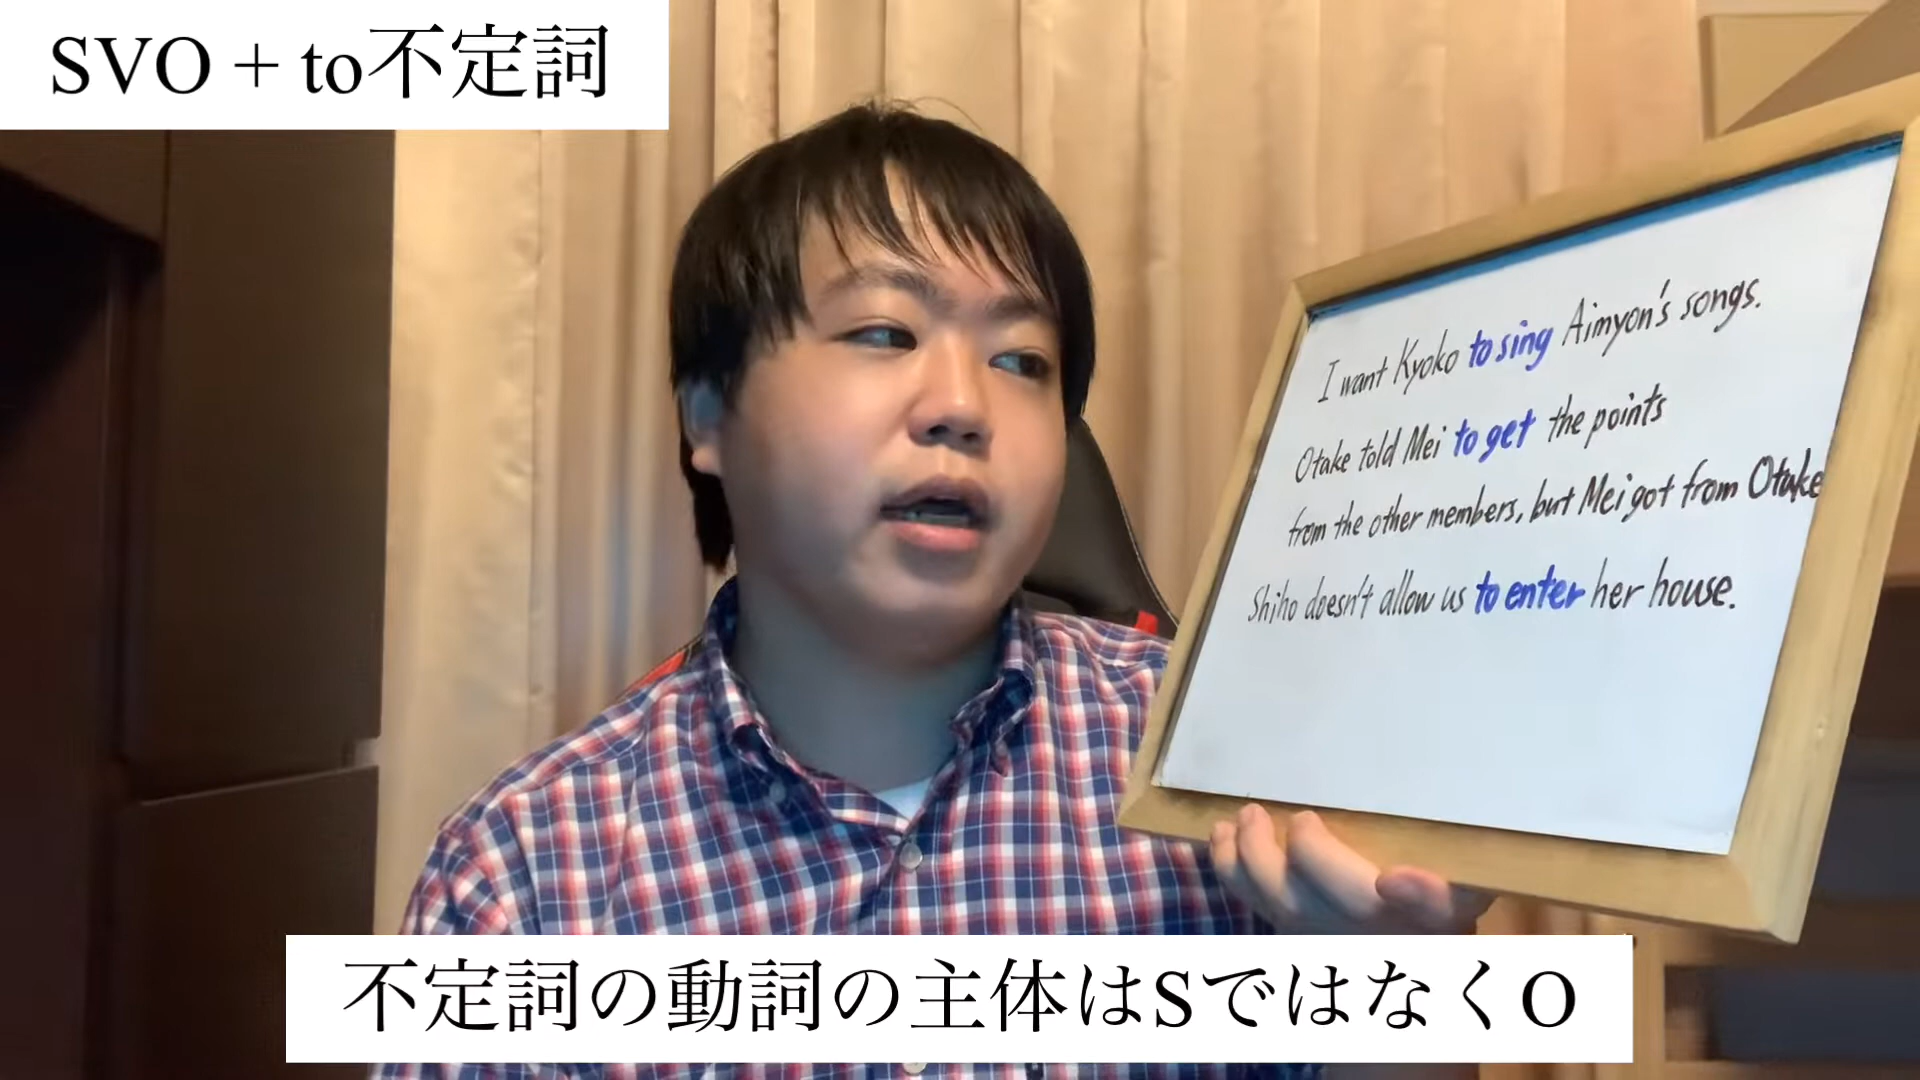 SVO + to不定詞
I want Kyoko to sing Aimyon's songs.
Otake told Mei to get the points
from the other members, but Mei got from Otake
Shiho doesn't allow us to enter her house.
不定詞の動詞の主体はSではなくO